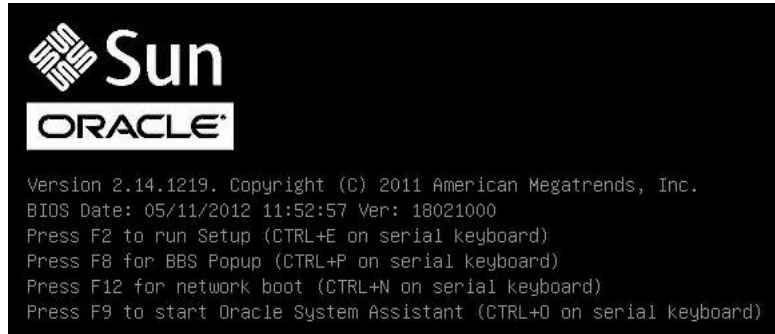 Sun
ORACLE
Version 2.14.1219. Copyright (C) 2011 American Megatrends, Inc.
BIOS Date: 05/11/2012 11:52:57 Ver: 18021000
Press F2 to run Setup (CTRL+E on serial keyboard)
Press F8 for BBS Popup (CTRL+P on serial keyboard)
Press F12 for network boot (CTRL+N on serial keyboard)
Press F9 to start Oracle System Assistant (CTRL+O on serial keyboard)